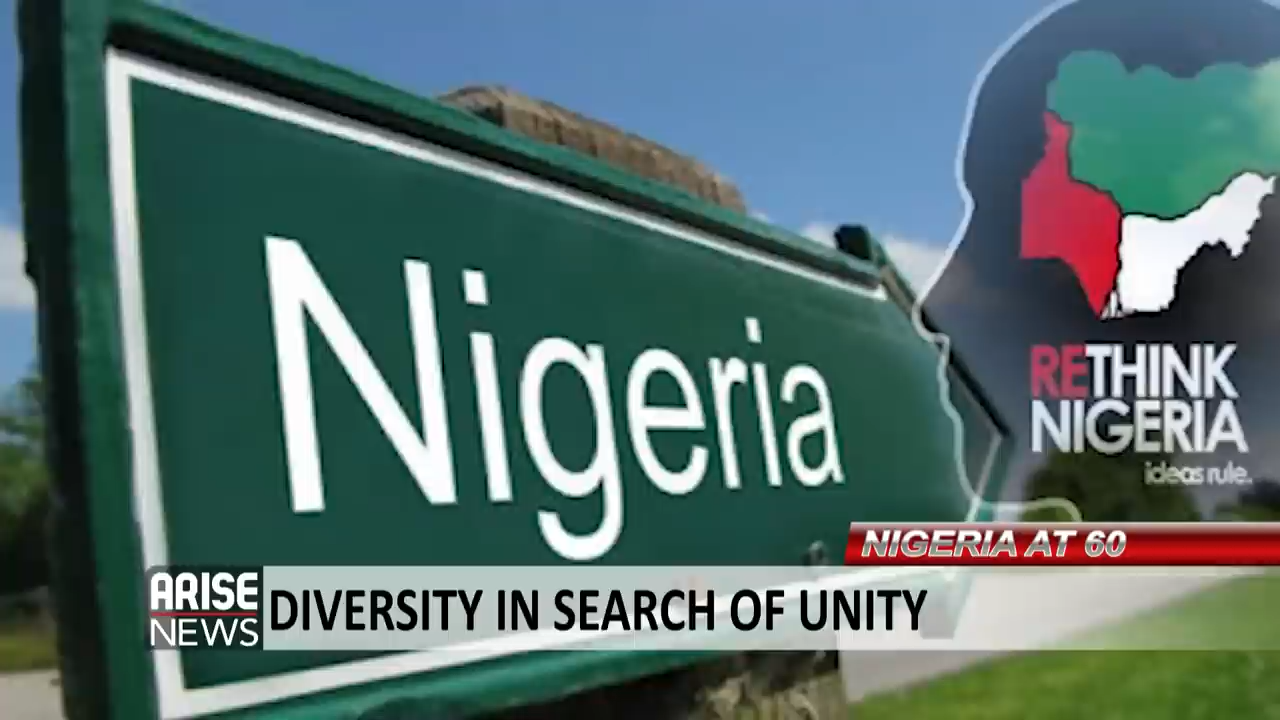 Nigeria
RETHINK
NIGERIA
ideas rule.
NIGERIA AT 60
ARISE
NEWS
DIVERSITY IN SEARCH OF UNITY